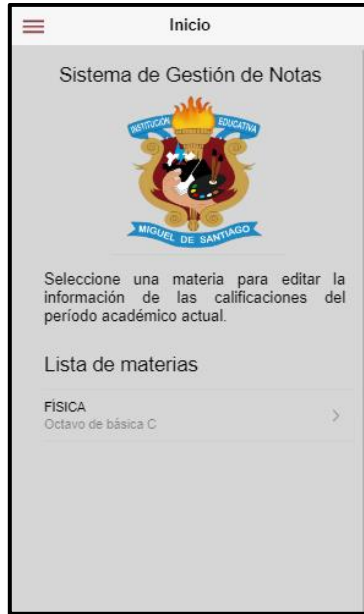 Inicio
Sistema de Gestión de Notas
INSTITUCIÓN EDUCATIVA
MIGUEL DE SANTIAGO
Seleccione una materia para editar la
información de las calificaciones del
período académico actual.
Lista de materias
FÍSICA
Octavo de básica C